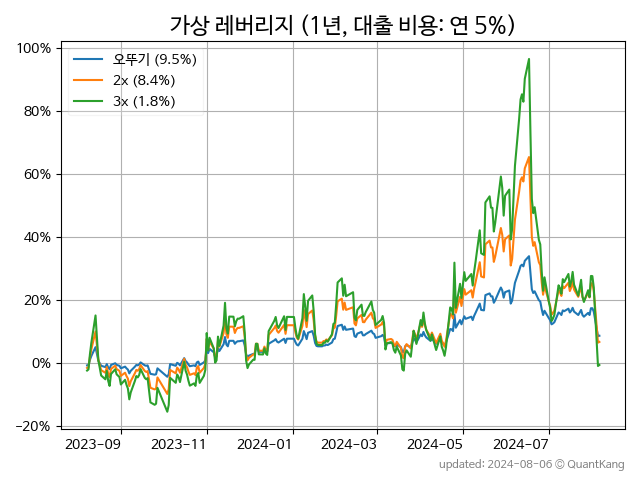 가상 레버리지 (1년, 대출 비용: 연 5%)
100%
80%
60%
40%
20%
0%
−20%
오뚜기 (9.5%)
2x (8.4%)
3x (1.8%)
2023-09
2023-11
2024-01
2024-03
2024-05
2024-07
updated: 2024-08-06 © QuantKang